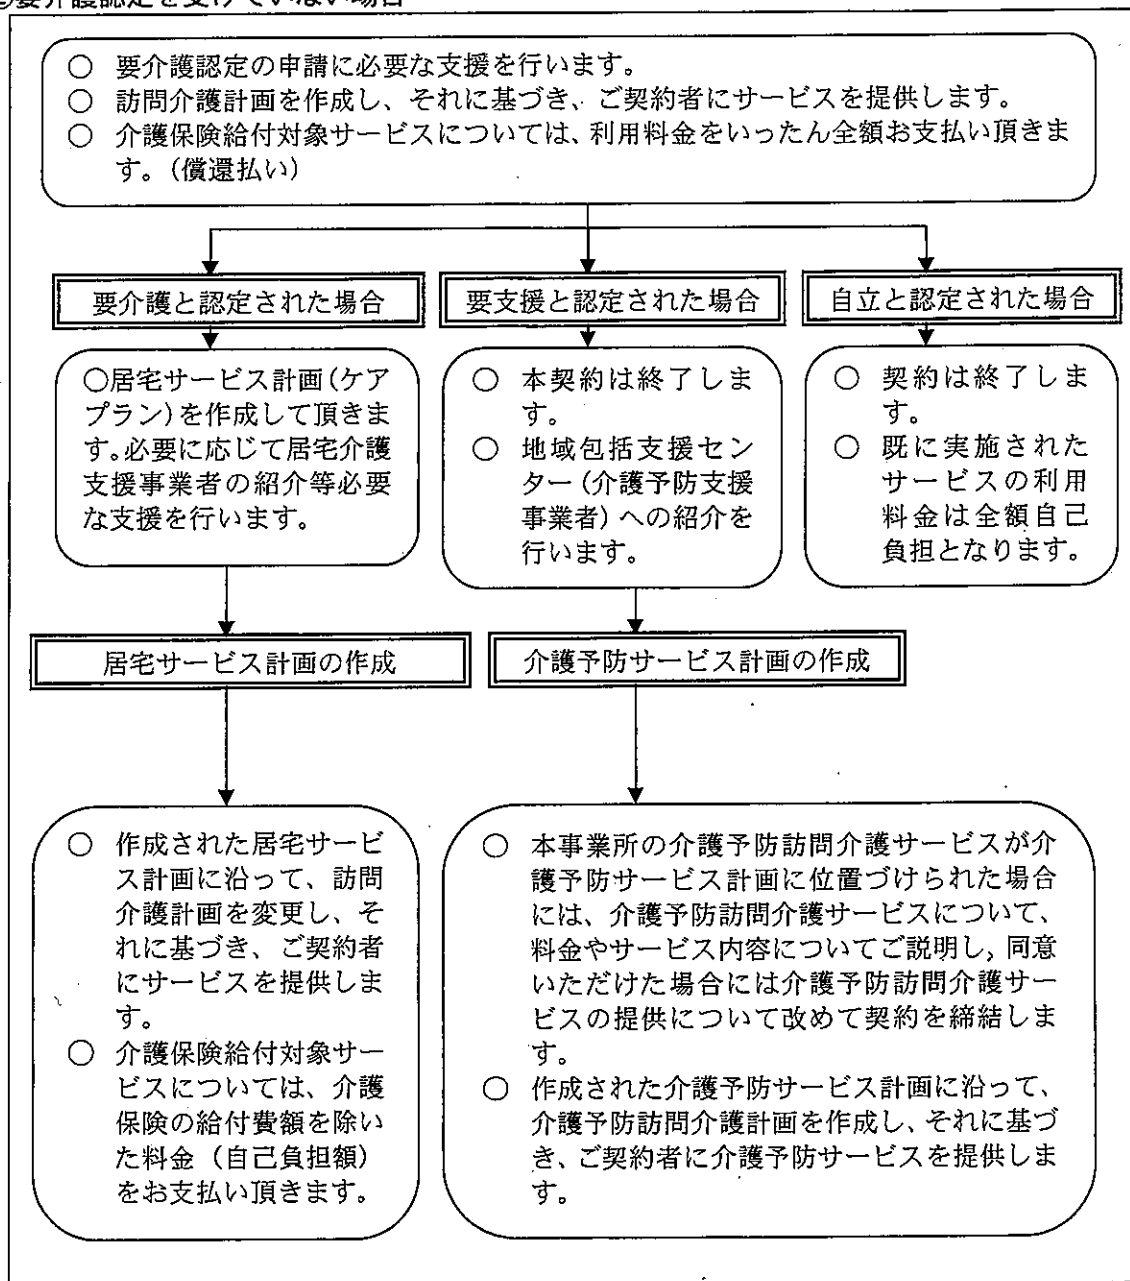 要介護認定を受けていない場合
○ 要介護認定の申請に必要な支援を行います。
○ 訪問介護計画を作成し、それに基づき、ご契約者にサービスを提供します。
○ 介護保険給付対象サービスについては、利用料金をいったん全額お支払い頂きま
す。(償還払い)
要介護と認定された場合
要支援と認定された場合
自立と認定された場合
○居宅サービス計画(ケア
プラン)を作成して頂きま
す。必要に応じて居宅介護
支援事業者の紹介等必要
な支援を行います。
○ 本契約は終了しま
す。
○ 地域包括支援セン
ター(介護予防支援
事業者)への紹介を
行います。
○ 契約は終了しま
す。
○ 既に実施された
サービスの利用
料金は全額自己
負担となります。
居宅サービス計画の作成
介護予防サービス計画の作成
○ 作成された居宅サービ
ス計画に沿って、訪問
介護計画を変更し、そ
れに基づき、ご契約者
にサービスを提供しま
す。
○ 介護保険給付対象サー
ビスについては、介護
保険の給付費額を除い
た料金(自己負担額)
をお支払い頂きます。
○ 本事業所の介護予防訪問介護サービスが介
護予防サービス計画に位置づけられた場合
には、介護予防訪問介護サービスについて、
料金やサービス内容についてご説明し,同意
いただけた場合には介護予防訪問介護サー
ビスの提供について改めて契約を締結しま
す。
○ 作成された介護予防サービス計画に沿って、
介護予防訪問介護計画を作成し、それに基づ
き、ご契約者に介護予防サービスを提供しま
す。